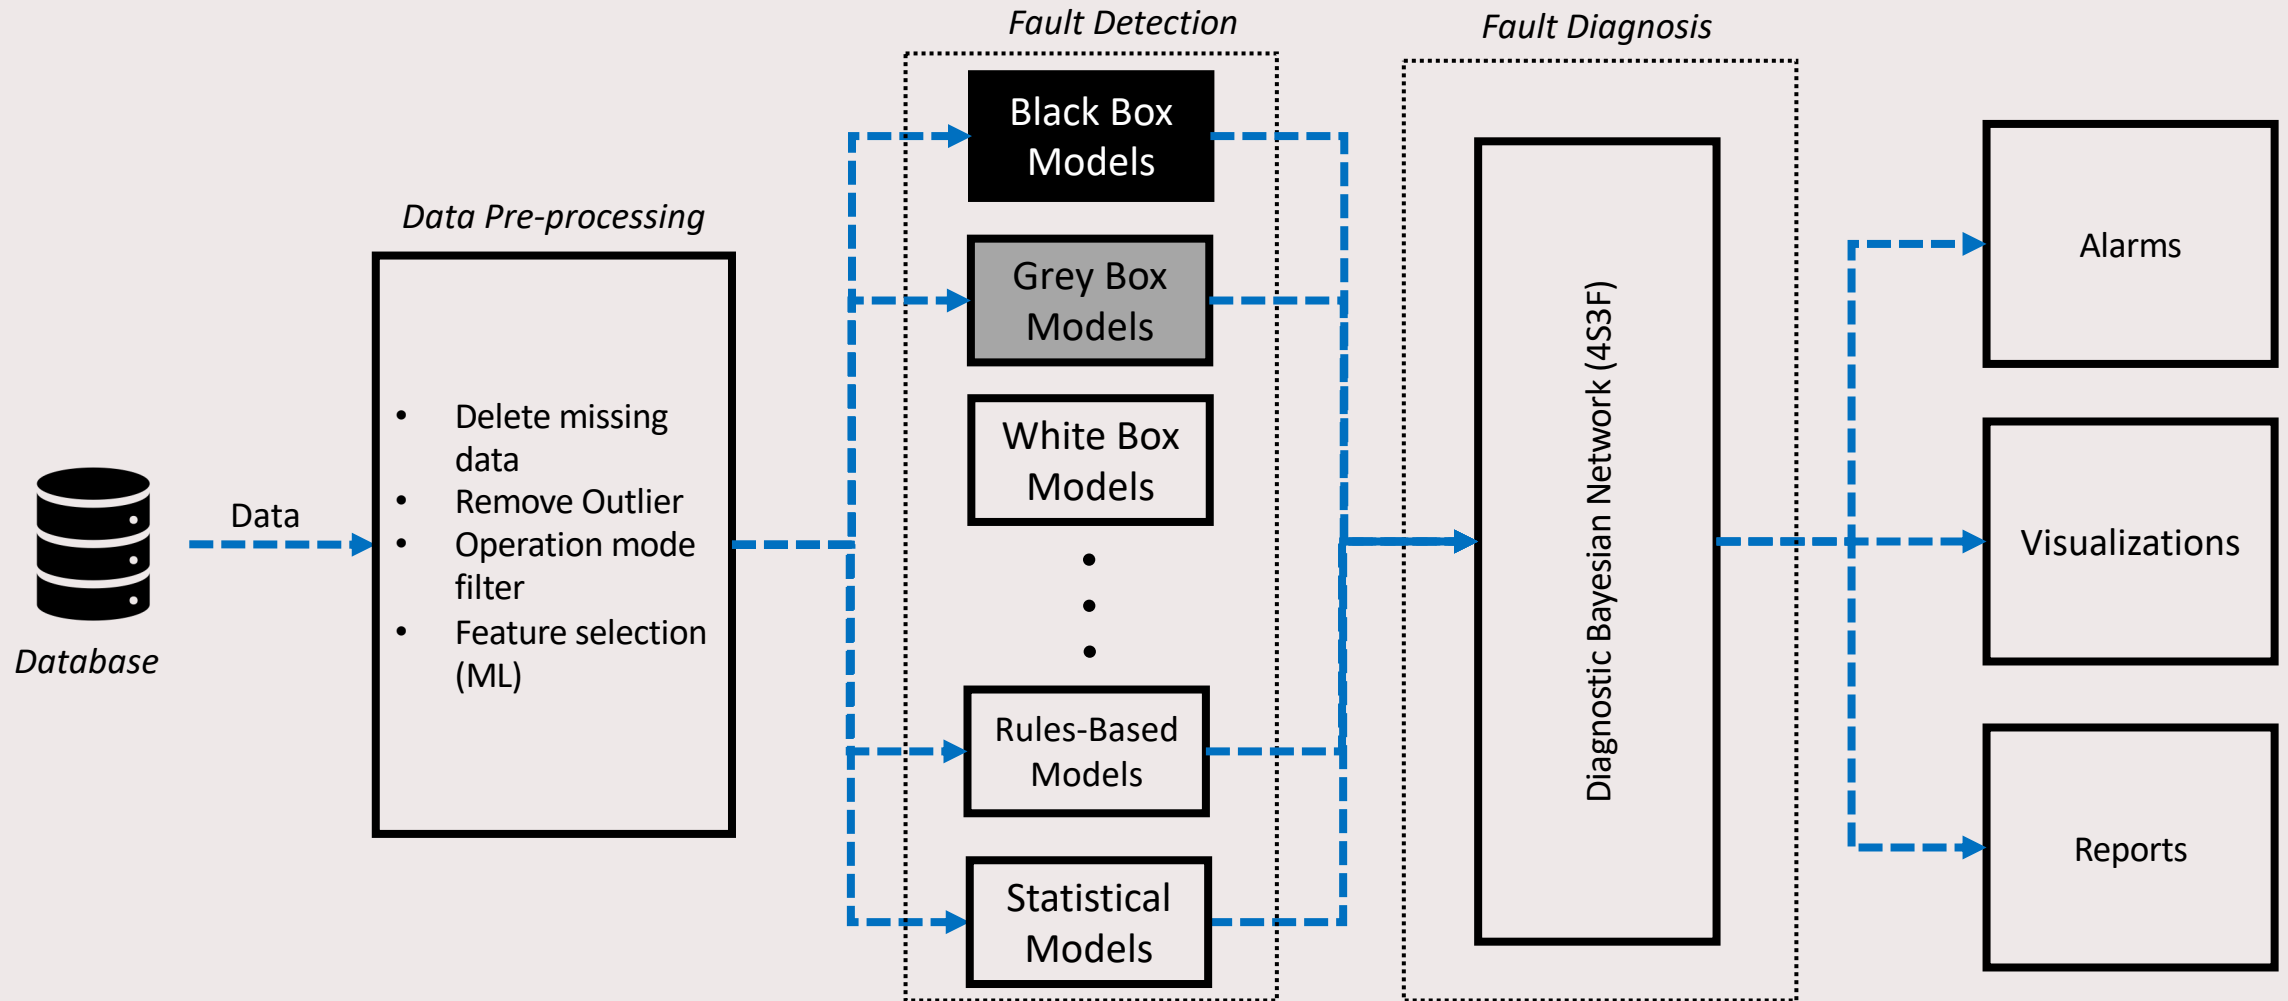 Fault Detection
Fault Diagnosis
Data Pre-processing
Database
Data
• Delete missing
data
• Remove Outlier
• Operation mode
filter
• Feature selection
(ML)
Black Box
Models
Grey Box
Models
White Box
Models
Rules-Based
Models
Statistical
Models
Diagnostic Bayesian Network (4S3F)
Alarms
Visualizations
Reports